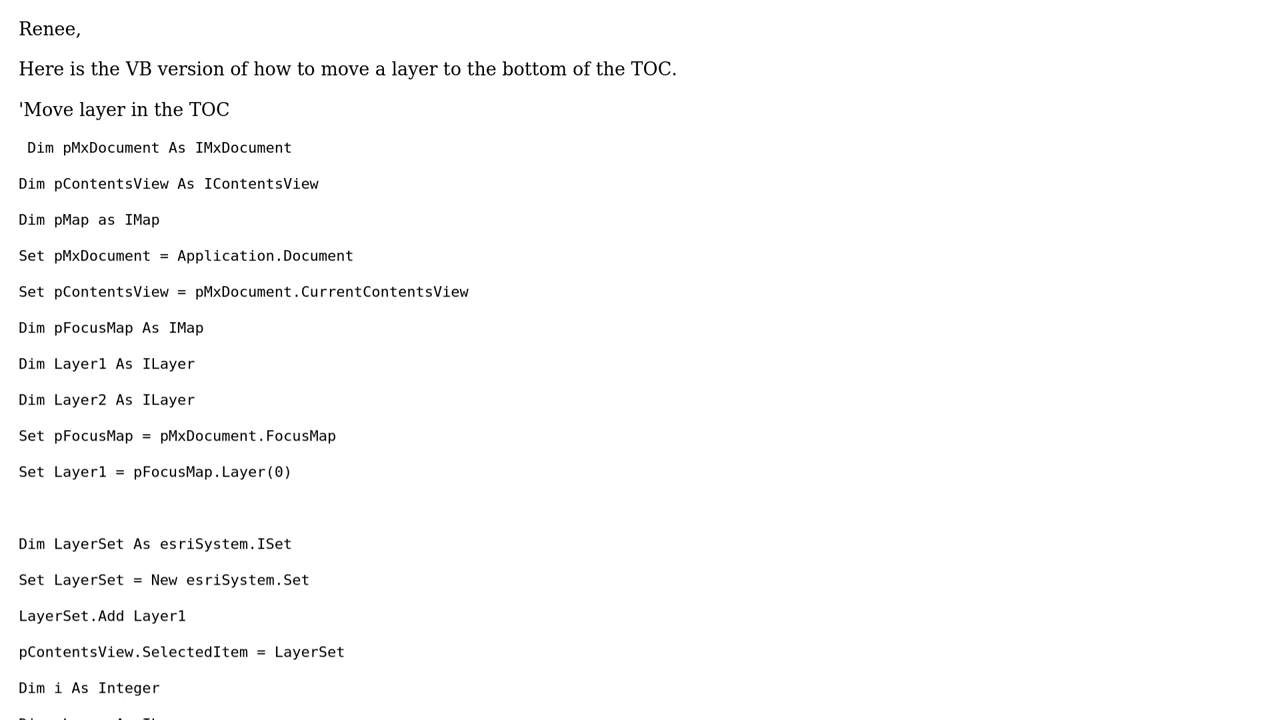 Renee,
Here is the VB version of how to move a layer to the bottom of the TOC.
'Move layer in the TOC
Dim pMxDocument As IMxDocument
Dim pContentsView As IContentsView
Dim pMap as IMap
Set pMxDocument = Application.Document
Set pContentsView = pMxDocument.CurrentContentsView
Dim pFocusMap As IMap
Dim Layer1 As ILayer
Dim Layer2 As ILayer
Set pFocusMap = pMxDocument.FocusMap
Set Layer1 = pFocusMap.Layer(0)
Dim LayerSet As esriSystem.ISet
Set LayerSet = New esriSystem.Set
LayerSet.Add Layer1
pContentsView.SelectedItem = LayerSet
Dim i As Integer